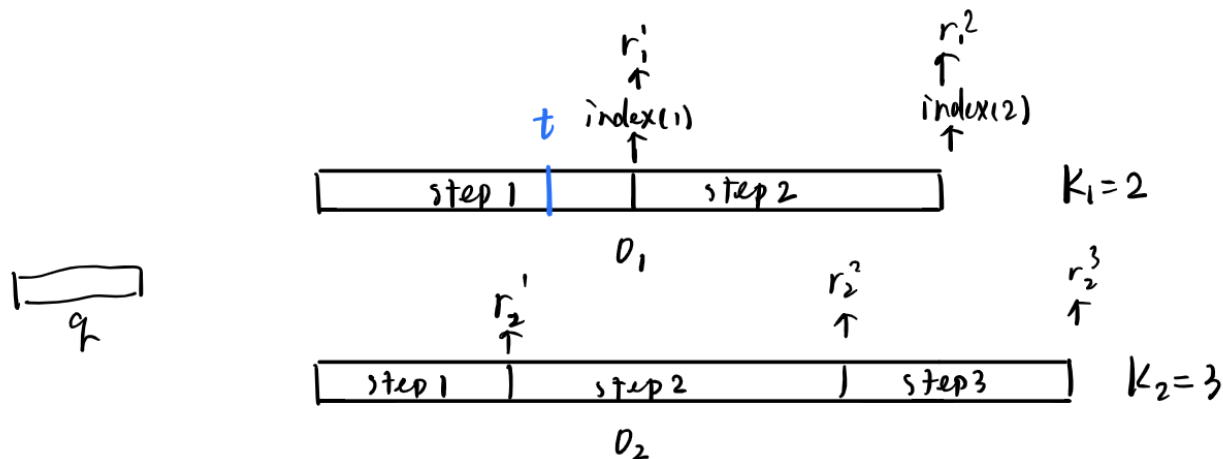 r₁¹ r₁²
t index(1) index(2)
step 1 step 2 K₁=2
O₁
q r₂¹ r₂² r₂³
step 1 step 2 step 3 K₂=3
O₂